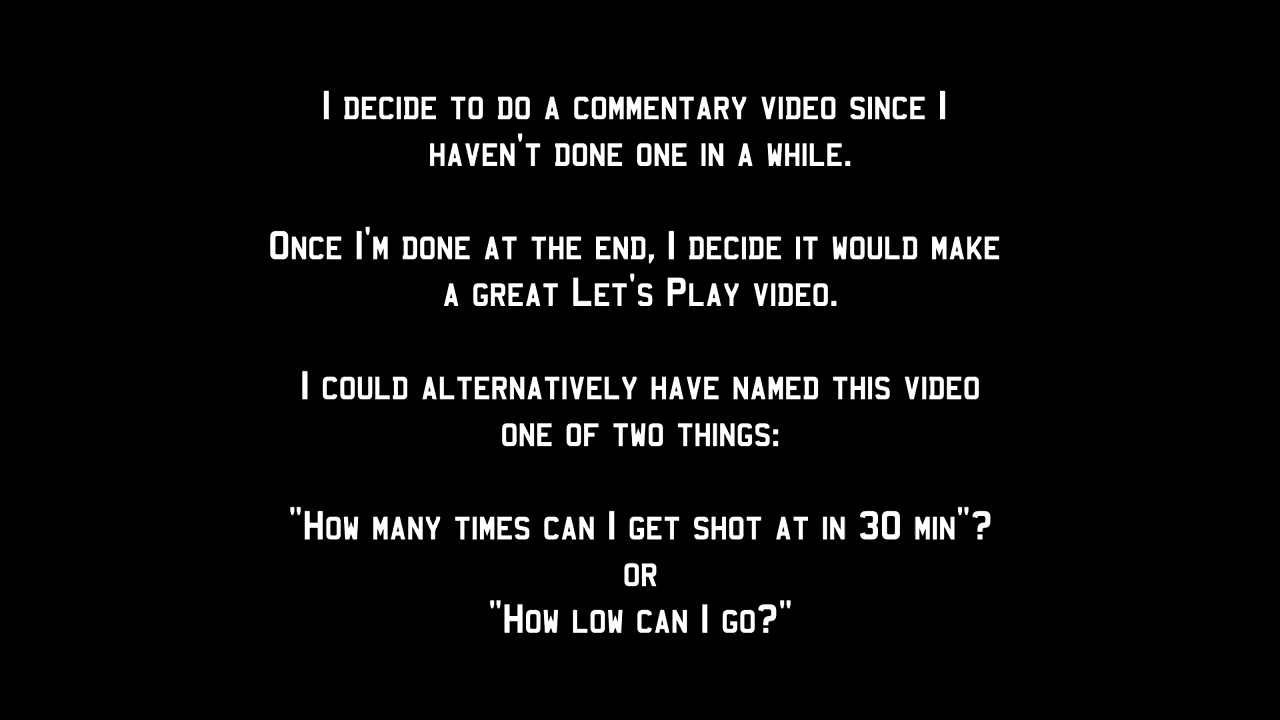 I decide to do a commentary video since I
haven't done one in a while.
Once I'm done at the end, I decide it would make
a great Let's Play video.
I could alternatively have named this video
one of two things:
"How many times can I get shot at in 30 min"?
or
"How low can I go?"